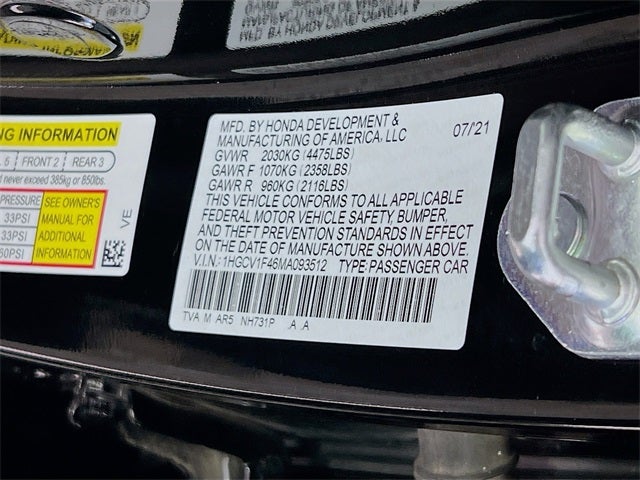 NG INFORMATION
5 FRONT 2 REAR 3
never exceed 385kg or 850lbs.
PRESSURE
33PSI
33PSI
60PSI
SEE OWNER'S
MANUAL FOR
ADDITIONAL
INFORMATION
VE
MFD. BY HONDA DEVELOPMENT & 07/'21
MANUFACTURING OF AMERICA, LLC
GVWR 2030KG (4475LBS)
GAWR F 1070KG (2358LBS)
GAWR R 960KG (2116LBS)
THIS VEHICLE CONFORMS TO ALL APPLICABLE
FEDERAL MOTOR VEHICLE SAFETY, BUMPER,
AND THEFT PREVENTION STANDARDS IN EFFECT
ON THE DATE OF MANUFACTURE SHOWN ABOVE.
V.I.N.: 1HGCV1F46MA093512 TYPE: PASSENGER CAR
TVA M AR5 NH731P .A .A